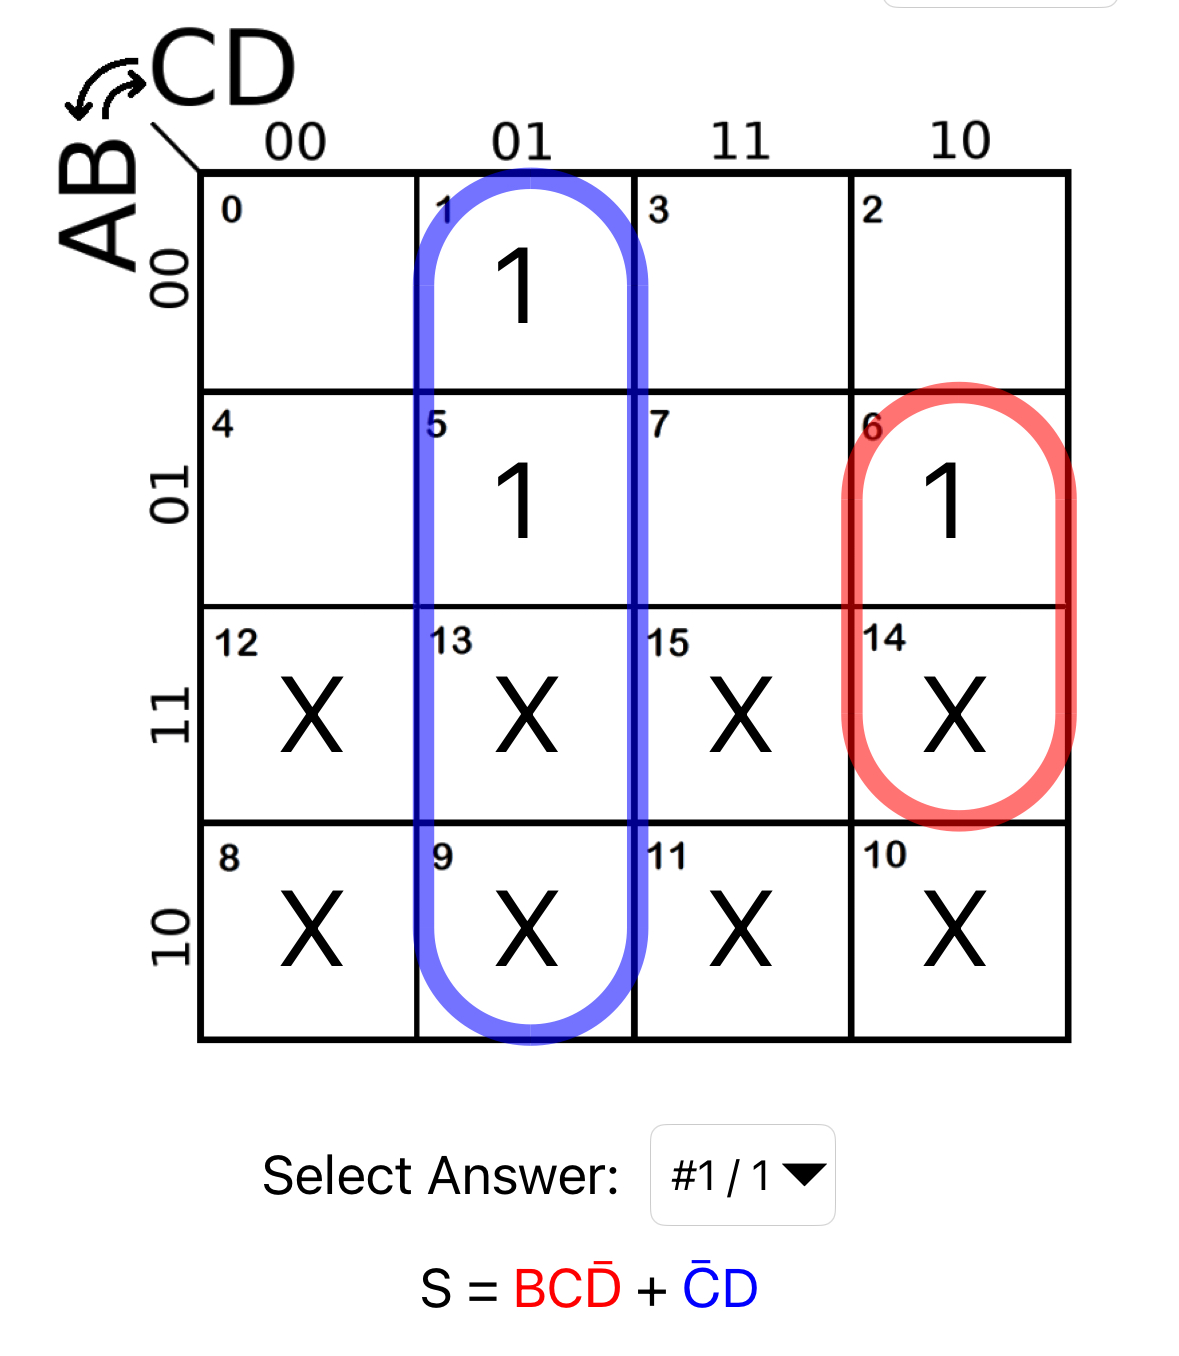 CD
AB
00 01 11 10
00
0 1 3 2
1
01
4 5 7 6
1 1
11
12 13 15 14
X X X X
10
8 9 11 10
X X X X
Select Answer: #1 / 1
S = BCD̅ + C̅D